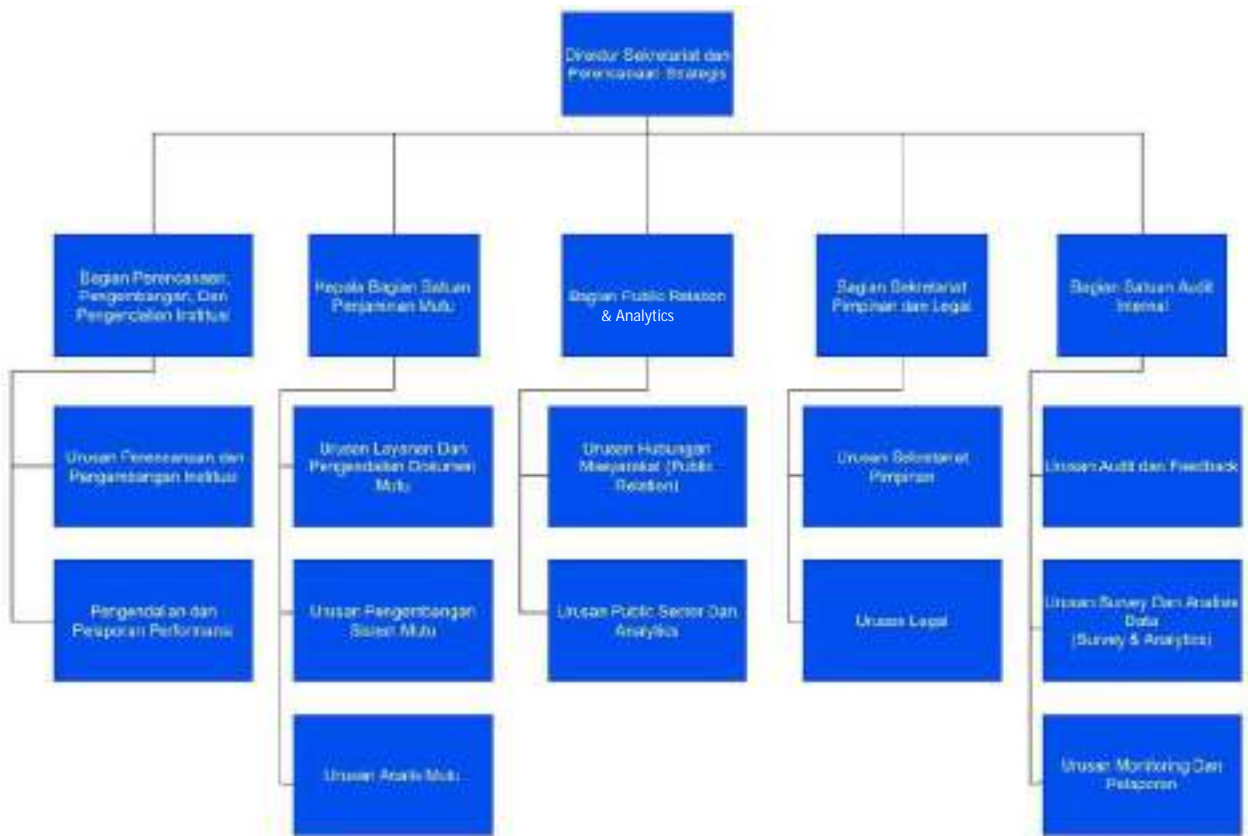 Direktur Sekretariat dan
Perencanaan Strategis
Bagian Perencanaan,
Pengembangan, Dan
Pengendalian Institusi
Kepala Bagian Satuan
Penjaminan Mutu
Bagian Public Relation
& Analytics
Bagian Sekretariat
Pimpinan dan Legal
Bagian Satuan Audit
Internal
Urusan Perencanaan dan
Pengembangan Institusi
Urusan Layanan Dan
Pengendalian Dokumen
Mutu
Urusan Hubungan
Masyarakat (Public
Relation)
Urusan Sekretariat
Pimpinan
Urusan Audit dan Feedback
Pengendalian dan
Pelaporan Performansi
Urusan Pengembangan
Sistem Mutu
Urusan Public Sector Dan
Analytics
Urusan Legal
Urusan Survey Dan Analisis
Data
(Survey & Analytics)
Urusan Analis Mutu
Urusan Monitoring Dan
Pelaporan